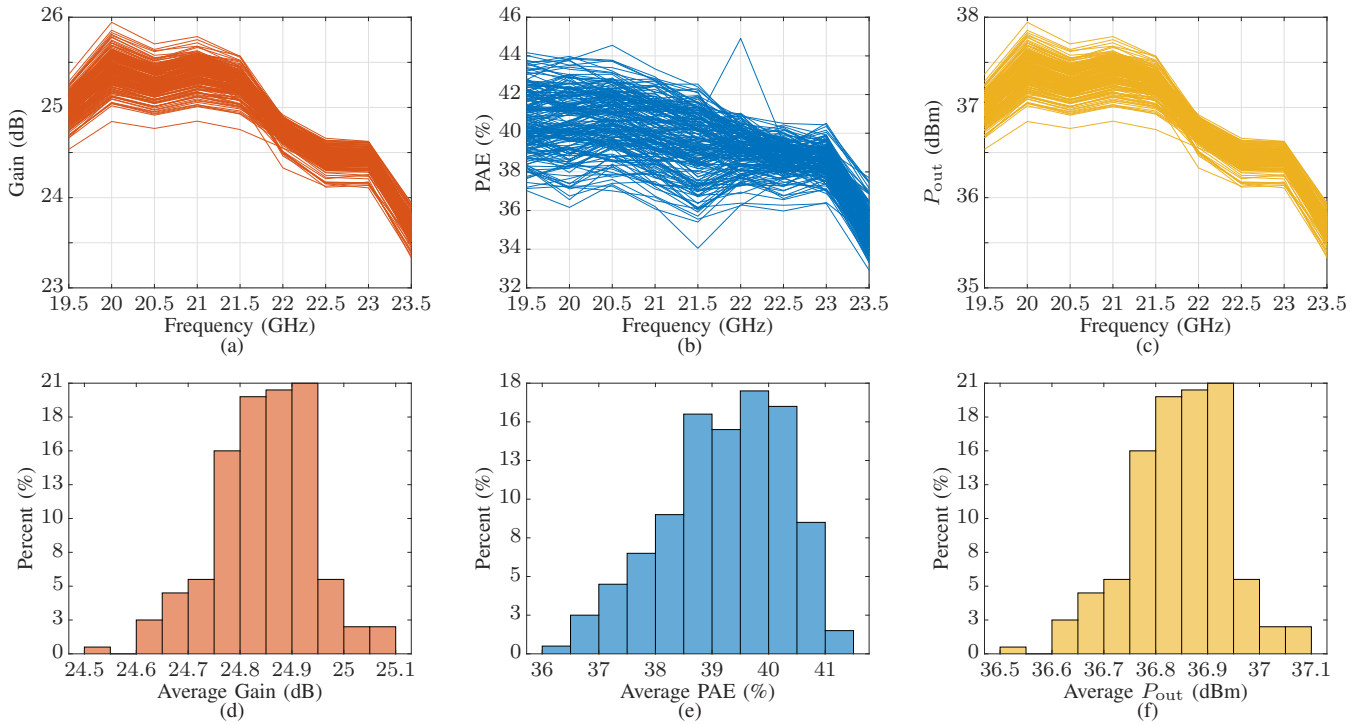 26
25
24
23
Gain (dB)
19.5 20 20.5 21 21.5 22 22.5 23 23.5
Frequency (GHz)
(a)
46
44
42
40
38
36
34
32
PAE (%)
19.5 20 20.5 21 21.5 22 22.5 23 23.5
Frequency (GHz)
(b)
38
37
36
35
P_out (dBm)
19.5 20 20.5 21 21.5 22 22.5 23 23.5
Frequency (GHz)
(c)
21
18
16
13
10
8
5
3
0
Percent (%)
24.5 24.6 24.7 24.8 24.9 25 25.1
Average Gain (dB)
(d)
18
15
13
10
8
5
3
0
Percent (%)
36 37 38 39 40 41
Average PAE (%)
(e)
21
18
16
13
10
8
5
3
0
Percent (%)
36.5 36.6 36.7 36.8 36.9 37 37.1
Average P_out (dBm)
(f)